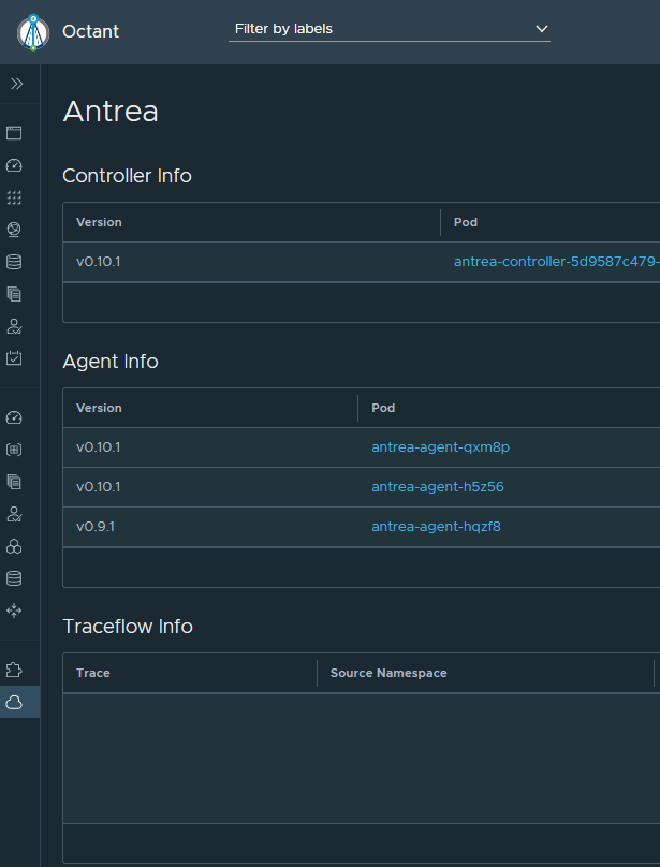 Octant
Filter by labels
Antrea
Controller Info
Version Pod
v0.10.1 antrea-controller-5d9587c479-
Agent Info
Version Pod
v0.10.1 antrea-agent-qxm8p
v0.10.1 antrea-agent-h5z56
v0.9.1 antrea-agent-hqzf8
Traceflow Info
Trace Source Namespace